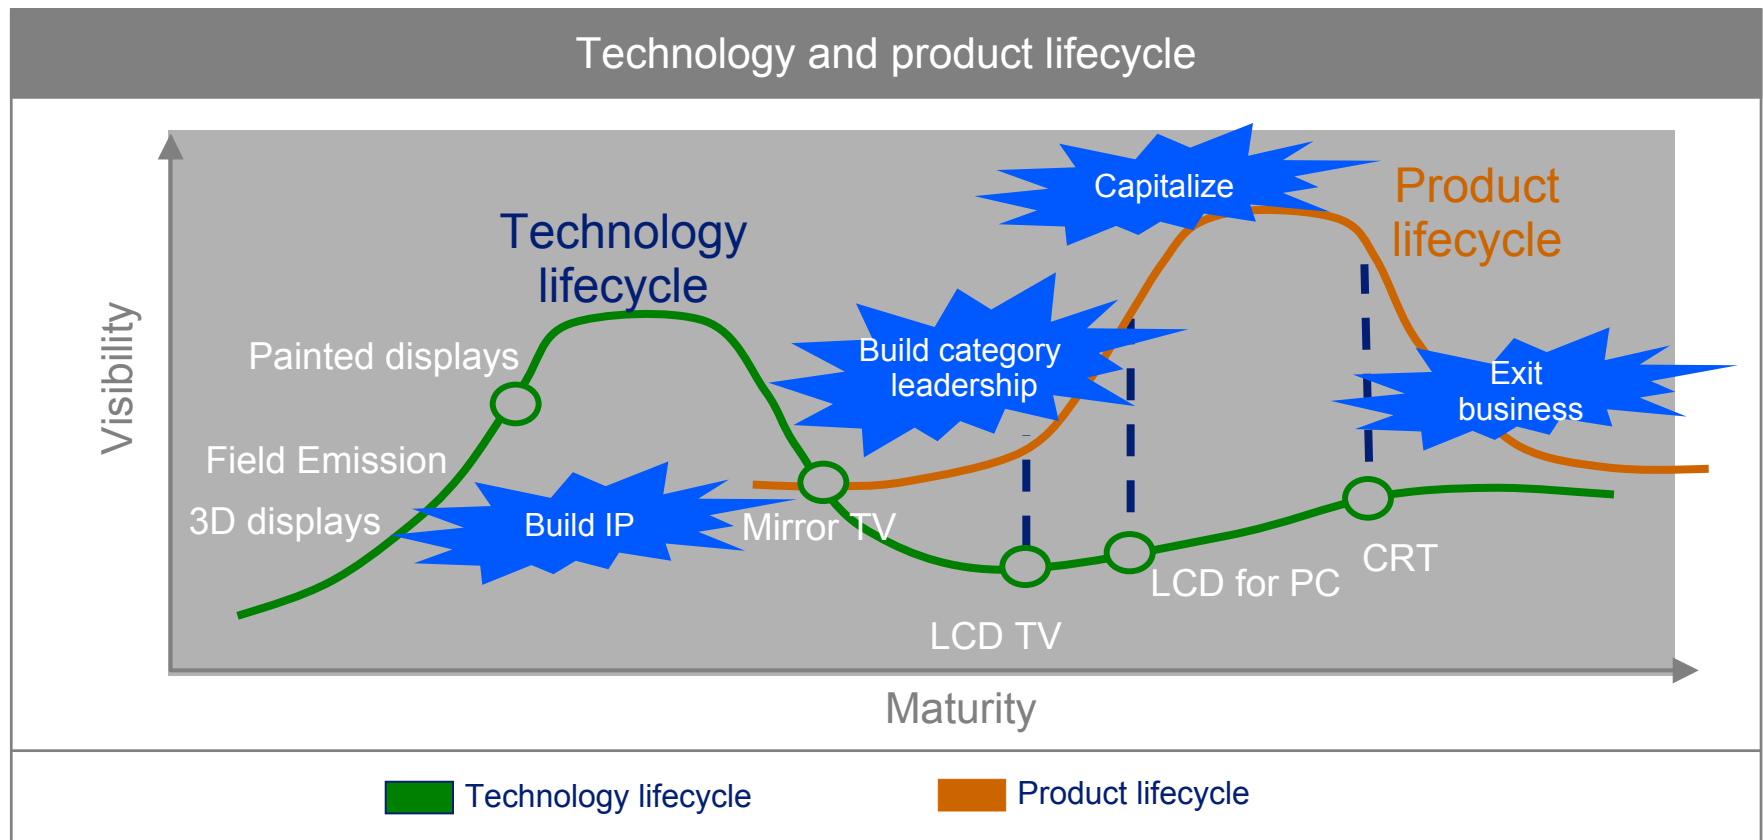 Technology and product lifecycle
Capitalize
Product
lifecycle
Technology
lifecycle
Visibility
Painted displays
Build category
leadership
Exit
business
Field Emission
3D displays
Build IP
Mirror TV
LCD for PC
CRT
LCD TV
Maturity
Technology lifecycle
Product lifecycle